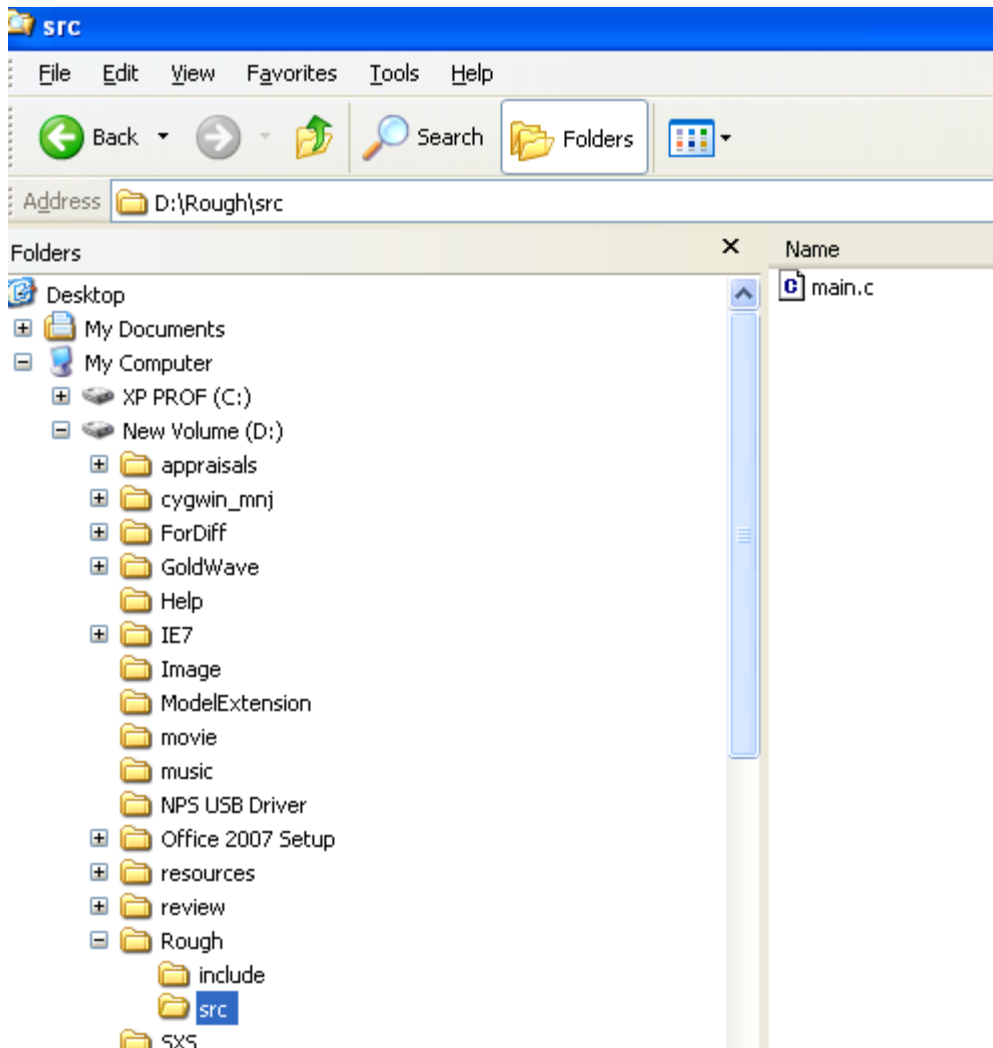 src
File Edit View Favorites Tools Help
Back Search Folders
Address D:\Rough\src
Folders × Name
Desktop
main.c
My Documents
My Computer
XP PROF (C:)
New Volume (D:)
appraisals
cygwin_mnj
ForDiff
GoldWave
Help
IE7
Image
ModelExtension
movie
music
NPS USB Driver
Office 2007 Setup
resources
review
Rough
include
src
SXS